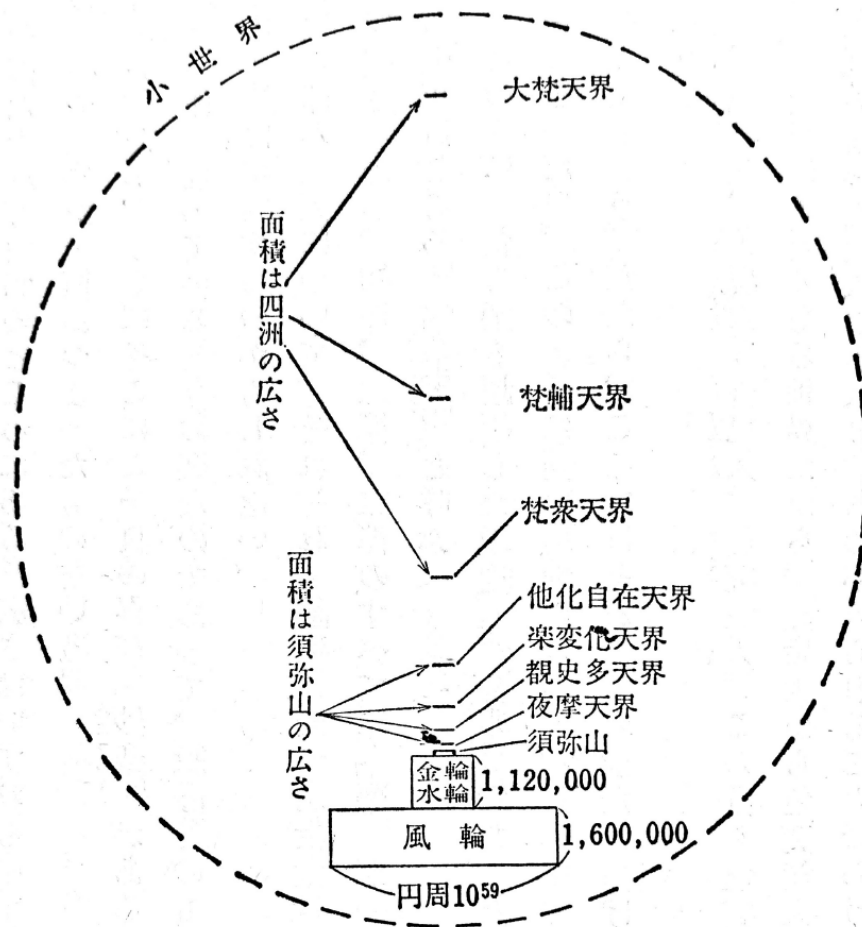 小世界
大梵天界
面積は四洲の広さ
梵輔天界
梵衆天界
面積は須弥山の広さ
他化自在天界
楽変化天界
覩史多天界
夜摩天界
須弥山
金輪
水輪
1,120,000
風輪
1,600,000
円周10⁵⁹